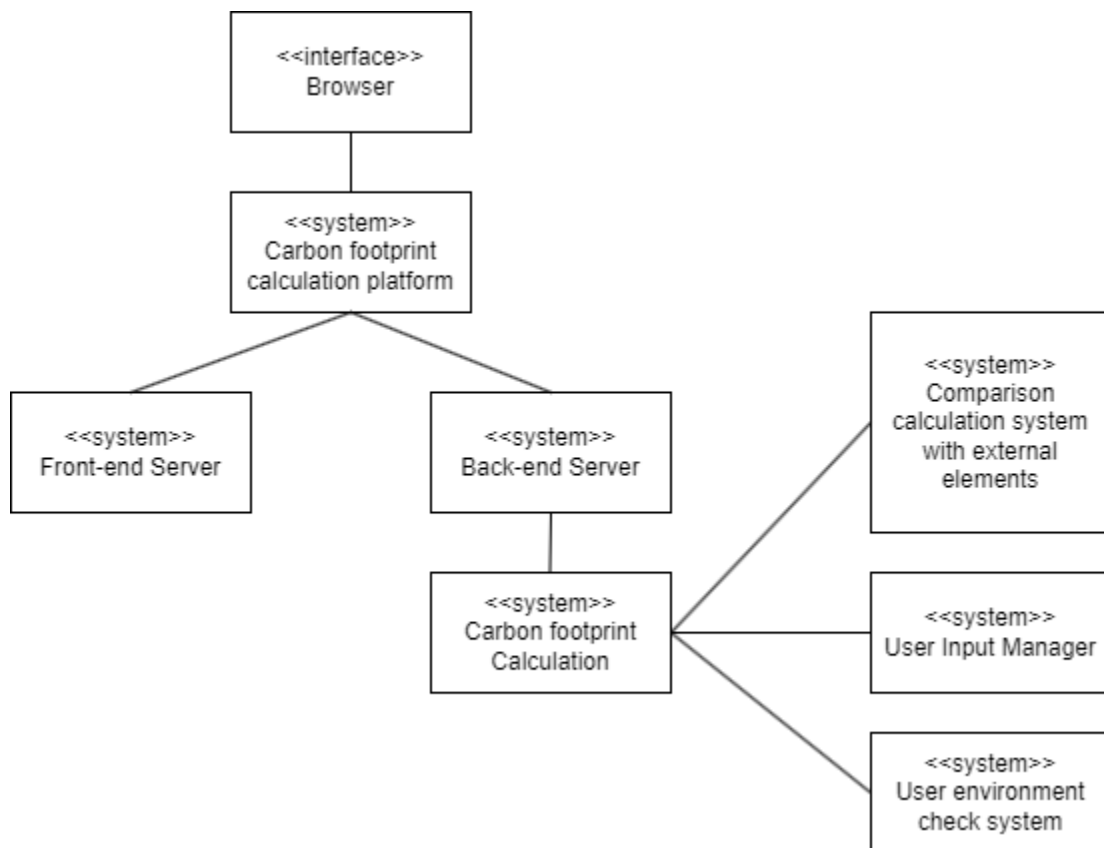 <<interface>>
Browser
<<system>>
Carbon footprint
calculation platform
<<system>>
Front-end Server
<<system>>
Back-end Server
<<system>>
Carbon footprint
Calculation
<<system>>
Comparison
calculation system
with external
elements
<<system>>
User Input Manager
<<system>>
User environment
check system